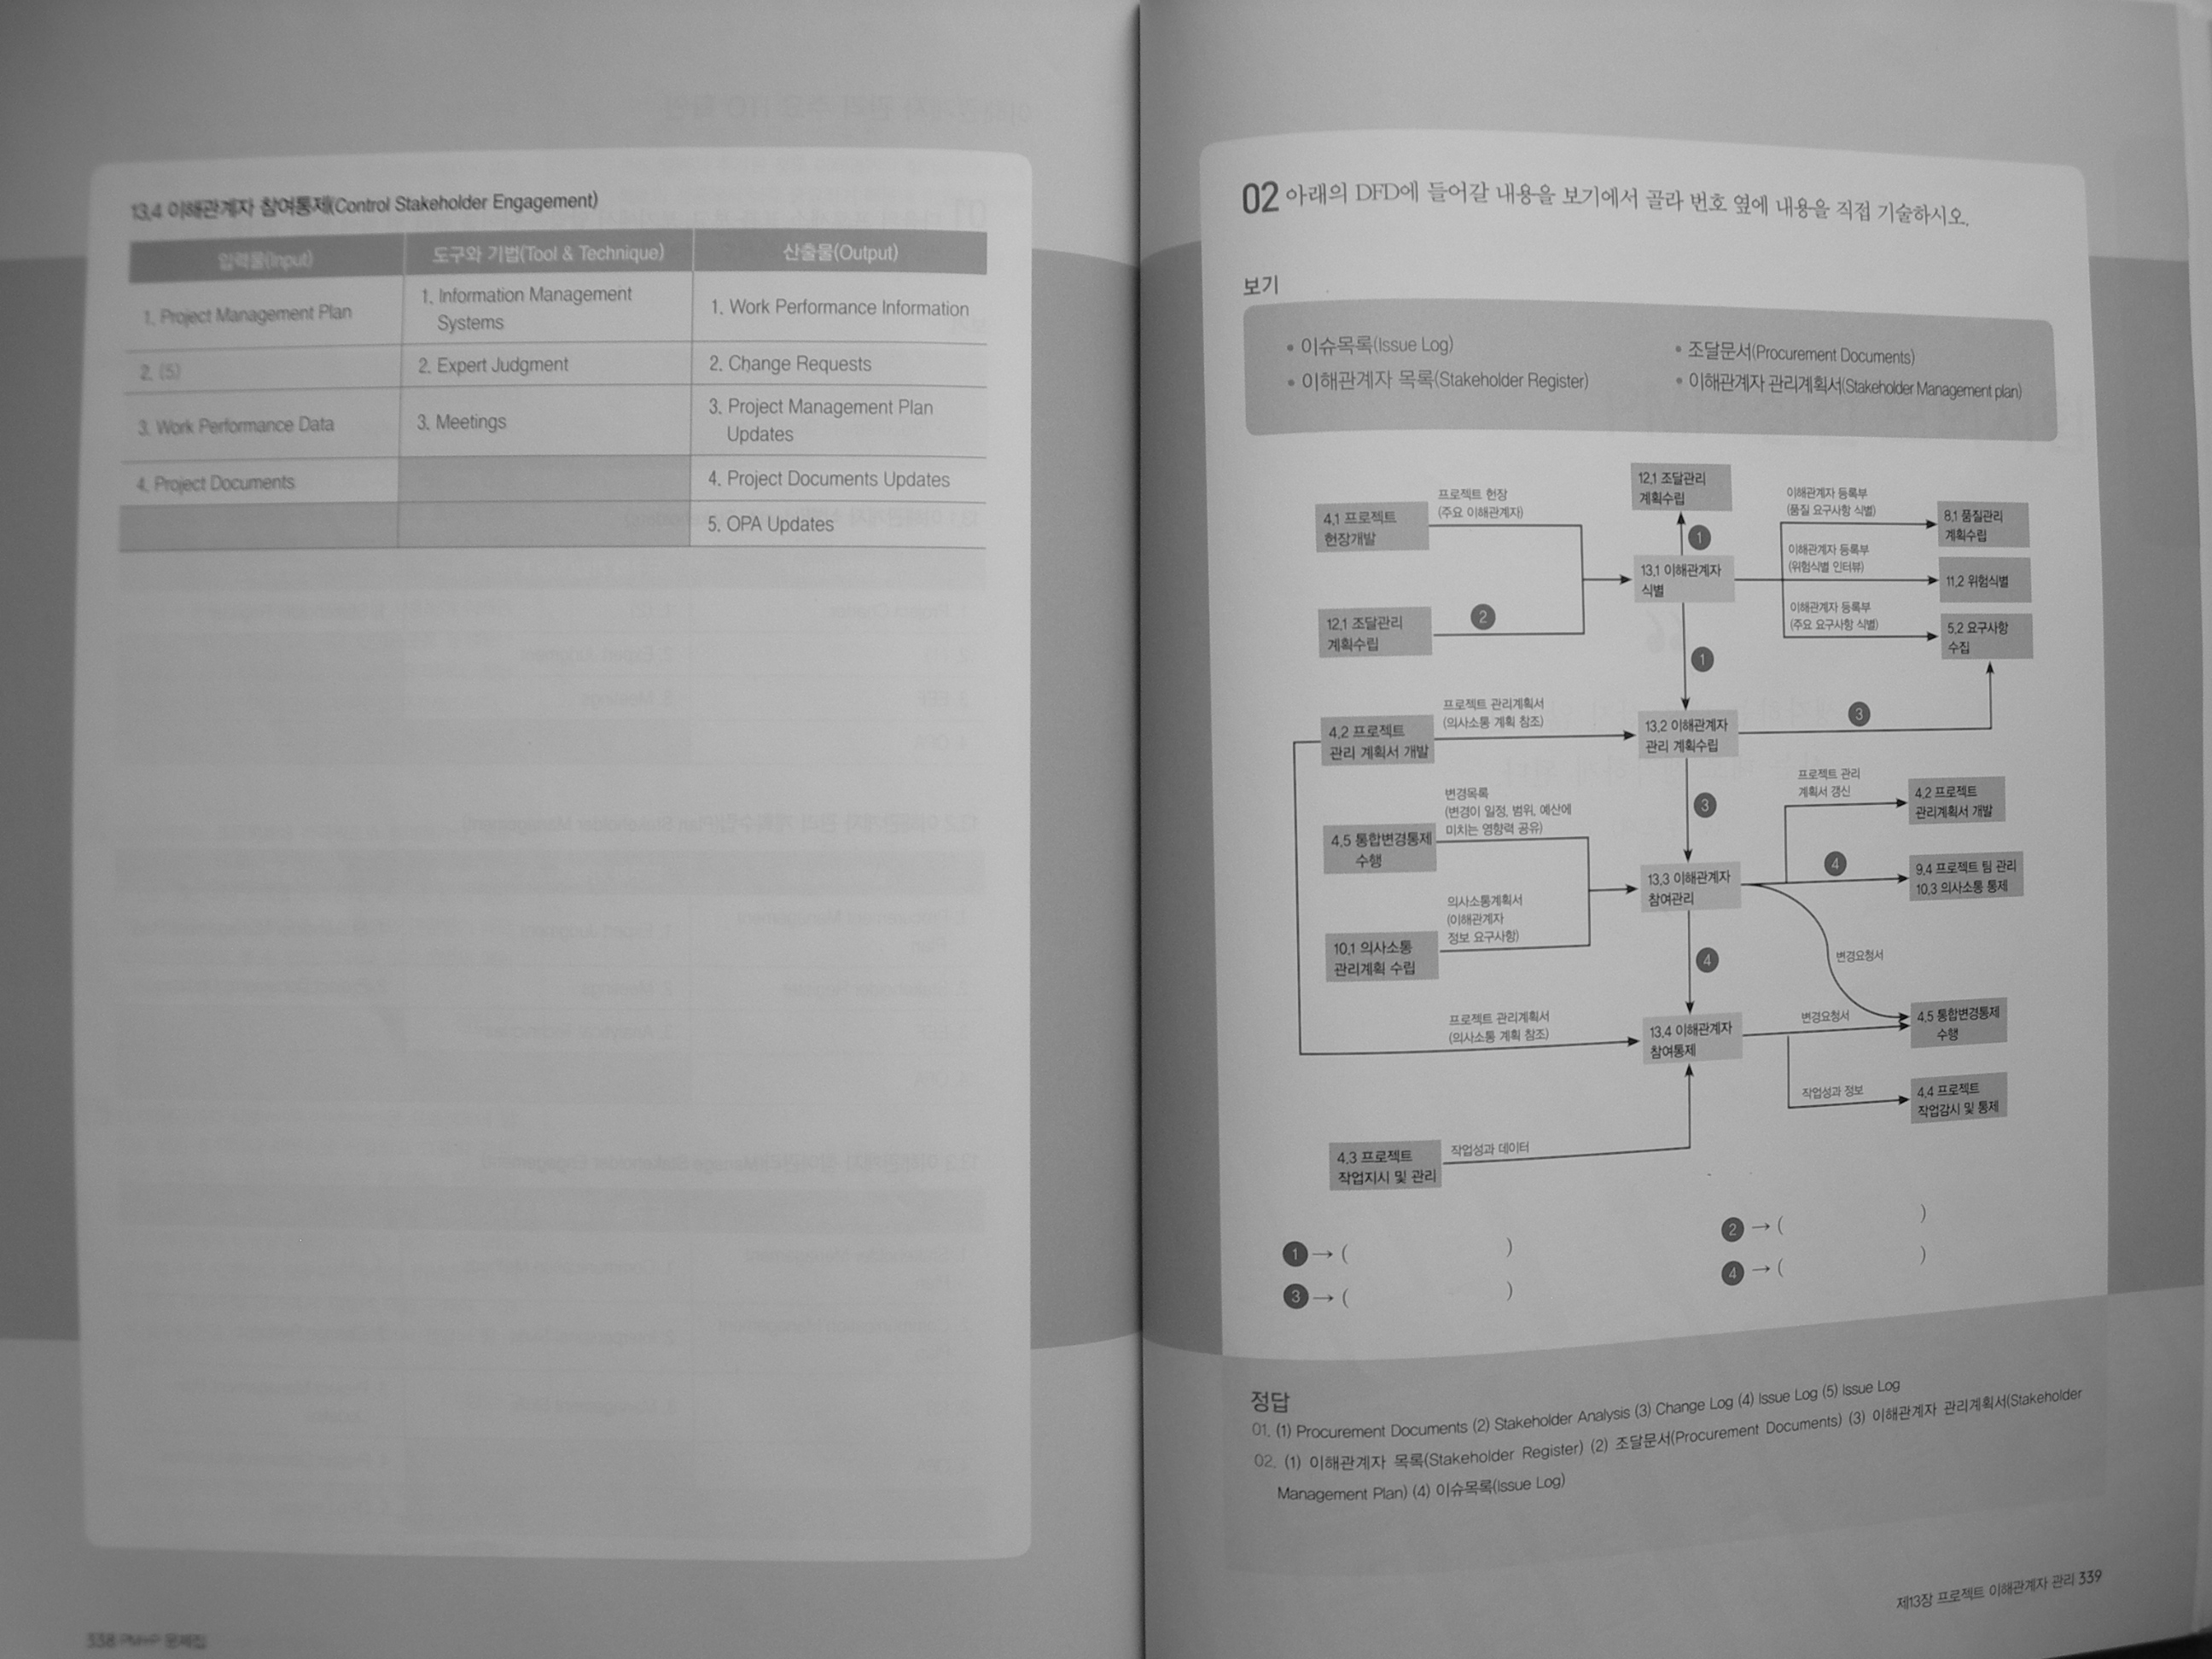 13.4 이해관계자 참여통제(Control Stakeholder Engagement)
입력물(Input)
도구와 기법(Tool & Technique)
산출물(Output)
1. Project Management Plan
1. Information Management
Systems
1. Work Performance Information
2. (5)
2. Expert Judgment
2. Change Requests
3. Work Performance Data
3. Meetings
3. Project Management Plan
Updates
4. Project Documents
4. Project Documents Updates
5. OPA Updates
338 PMP 문제집
02 아래의 DFD에 들어갈 내용을 보기에서 골라 번호 옆에 내용을 직접 기술하시오.
보기
• 이슈목록(Issue Log)
• 조달문서(Procurement Documents)
• 이해관계자 목록(Stakeholder Register)
• 이해관계자 관리계획서(Stakeholder Management plan)
4.1 프로젝트
헌장개발
프로젝트 헌장
(주요 이해관계자)
12.1 조달관리
계획수립
1
이해관계자 등록부
(품질 요구사항 식별)
8.1 품질관리
계획수립
13.1 이해관계자
식별
이해관계자 등록부
(위험식별 인터뷰)
11.2 위험식별
12.1 조달관리
계획수립
2
이해관계자 등록부
(주요 요구사항 식별)
5.2 요구사항
수집
1
4.2 프로젝트
관리 계획서 개발
프로젝트 관리계획서
(의사소통 계획 참조)
13.2 이해관계자
관리 계획수립
3
3
변경목록
(변경이 일정, 범위, 예산에
미치는 영향력 공유)
4.5 통합변경통제
수행
프로젝트 관리
계획서 갱신
4.2 프로젝트
관리계획서 개발
13.3 이해관계자
참여관리
4
9.4 프로젝트 팀 관리
10.3 의사소통 통제
의사소통계획서
(이해관계자
정보 요구사항)
10.1 의사소통
관리계획 수립
4
변경요청서
프로젝트 관리계획서
(의사소통 계획 참조)
13.4 이해관계자
참여통제
변경요청서
4.5 통합변경통제
수행
작업성과 정보
4.4 프로젝트
작업감시 및 통제
4.3 프로젝트
작업지시 및 관리
작업성과 데이터
1 → ( )
2 → ( )
3 → ( )
4 → ( )
정답
01. (1) Procurement Documents (2) Stakeholder Analysis (3) Change Log (4) Issue Log (5) Issue Log
02. (1) 이해관계자 목록(Stakeholder Register) (2) 조달문서(Procurement Documents) (3) 이해관계자 관리계획서(Stakeholder
Management Plan) (4) 이슈목록(Issue Log)
제13장 프로젝트 이해관계자 관리 339